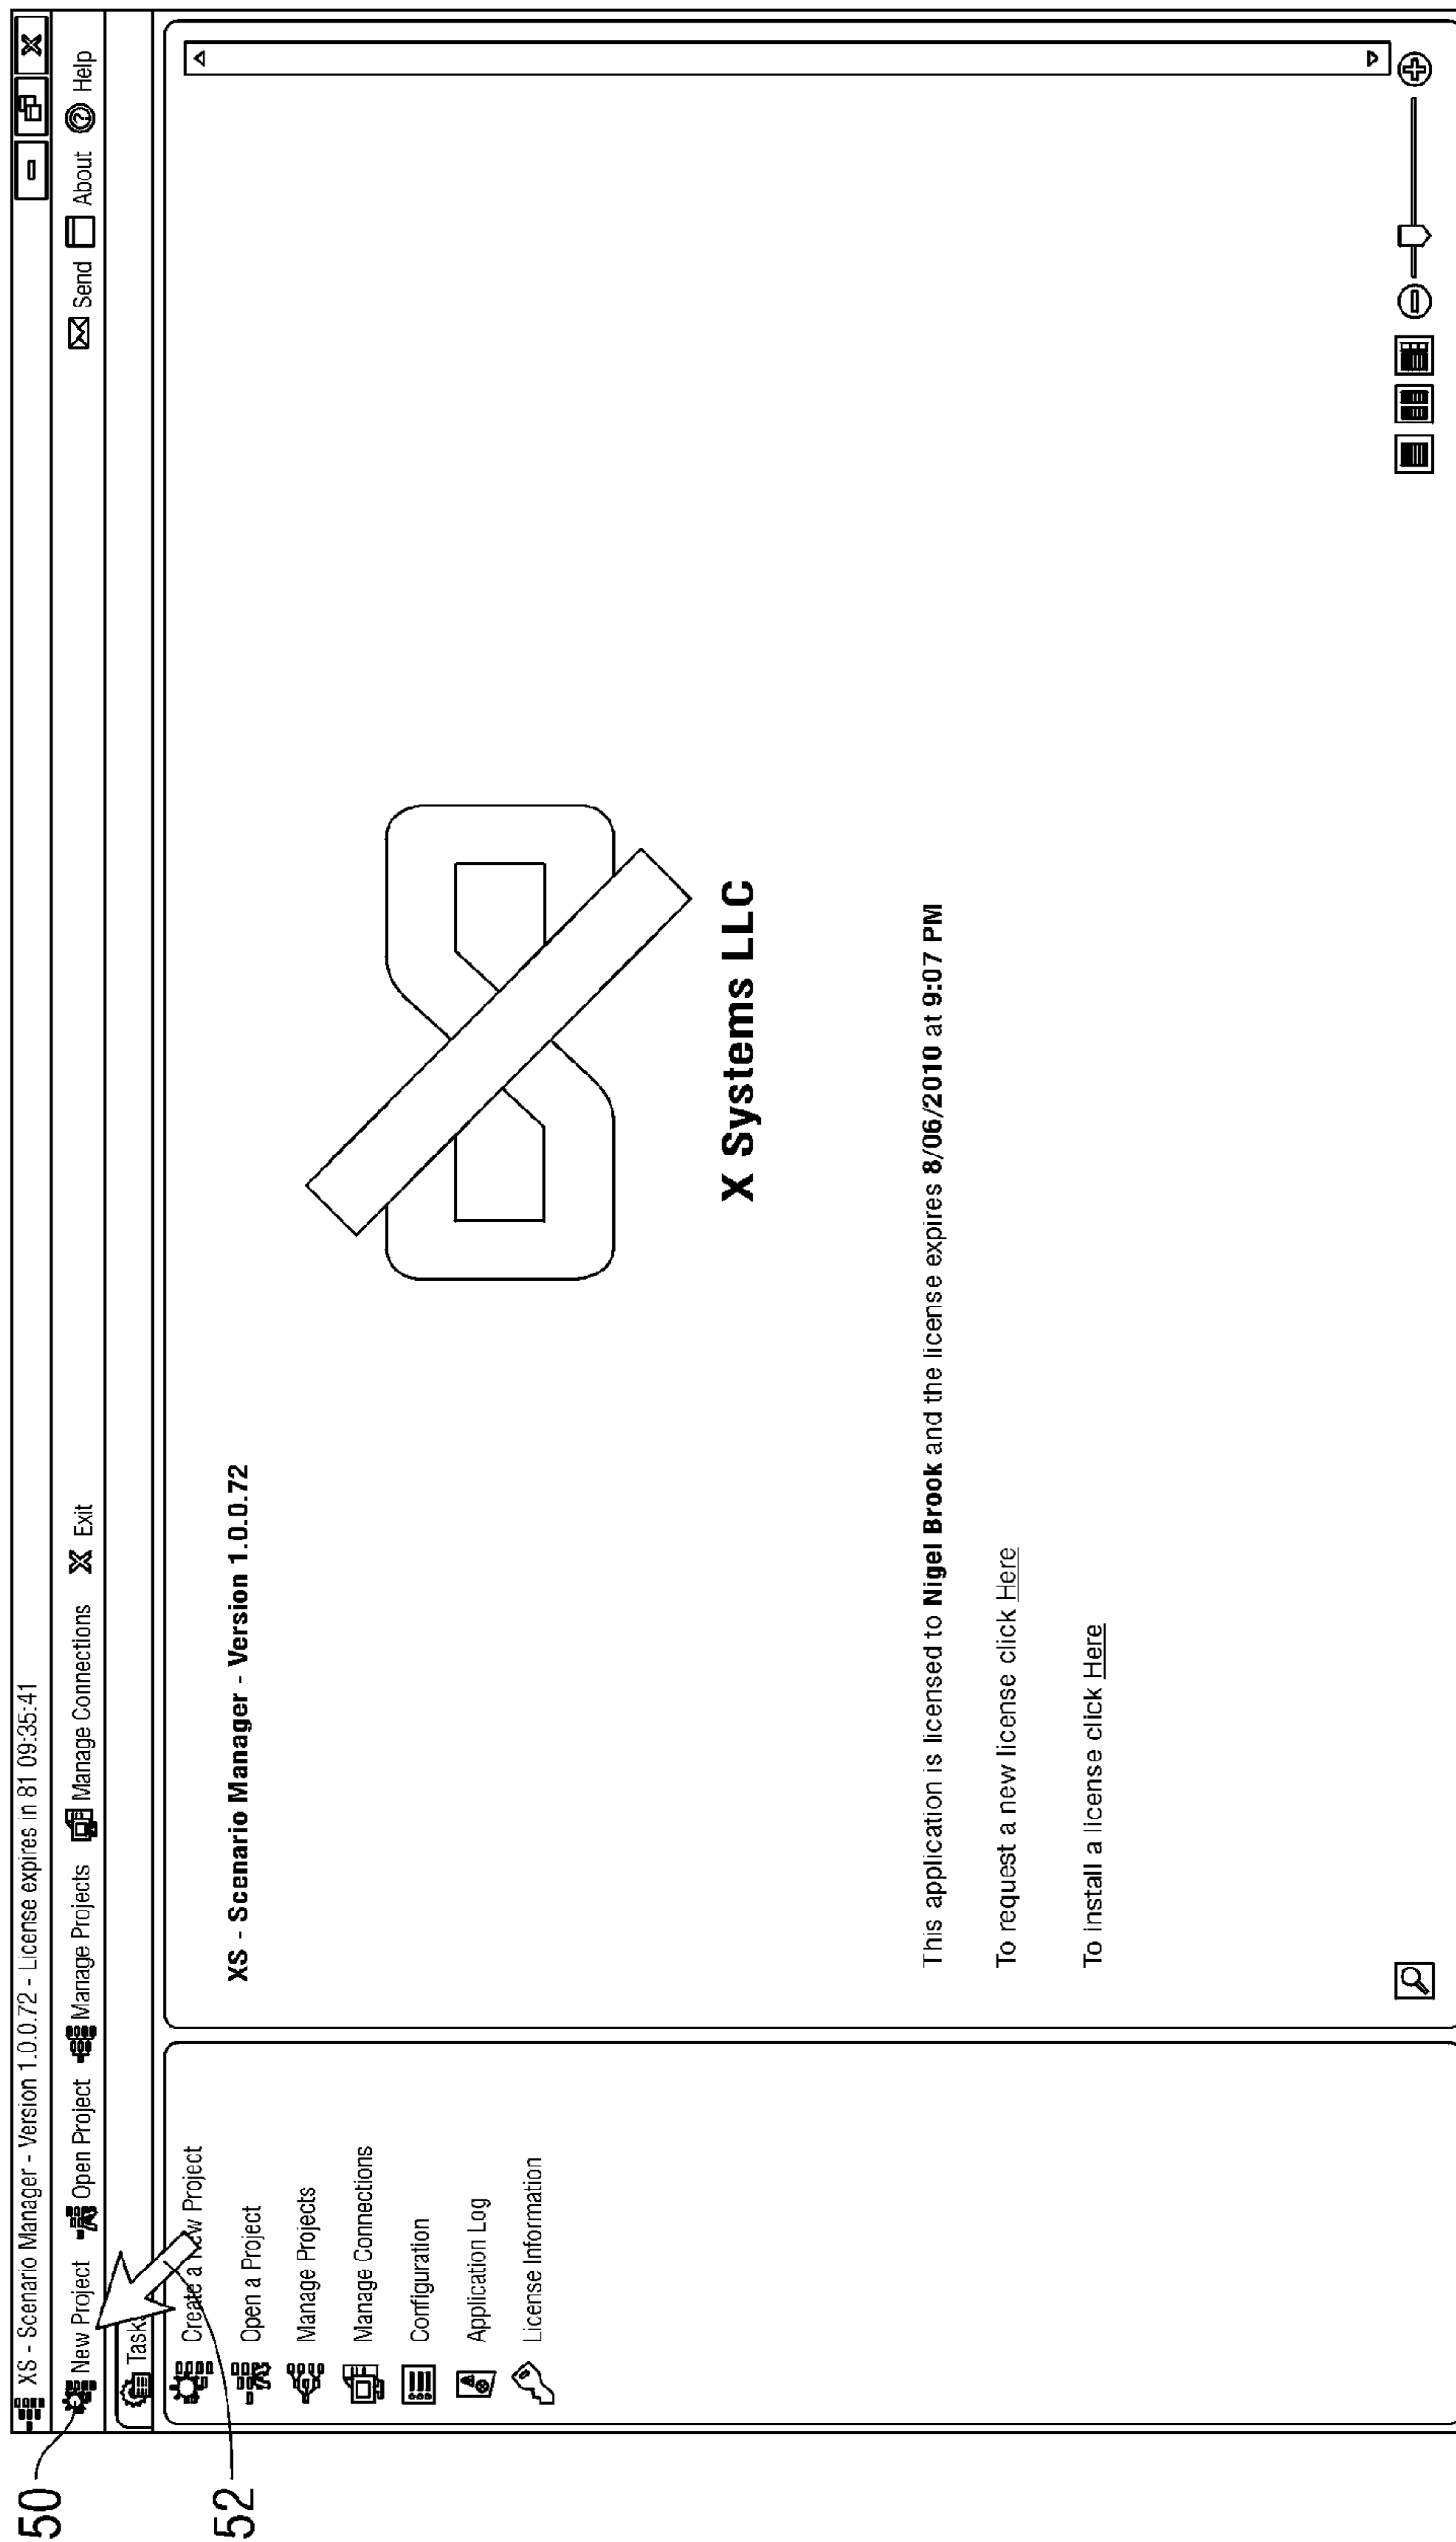 XS - Scenario Manager - Version 1.0.0.72 - License expires in 81 09:35:41
50
New Project Open Project Manage Projects Manage Connections X Exit Send About ? Help
Task
52
Create a New Project
Open a Project
Manage Projects
Manage Connections
Configuration
Application Log
License Information
XS - Scenario Manager - Version 1.0.0.72
X Systems LLC
This application is licensed to Nigel Brook and the license expires 8/06/2010 at 9:07 PM
To request a new license click Here
To install a license click Here